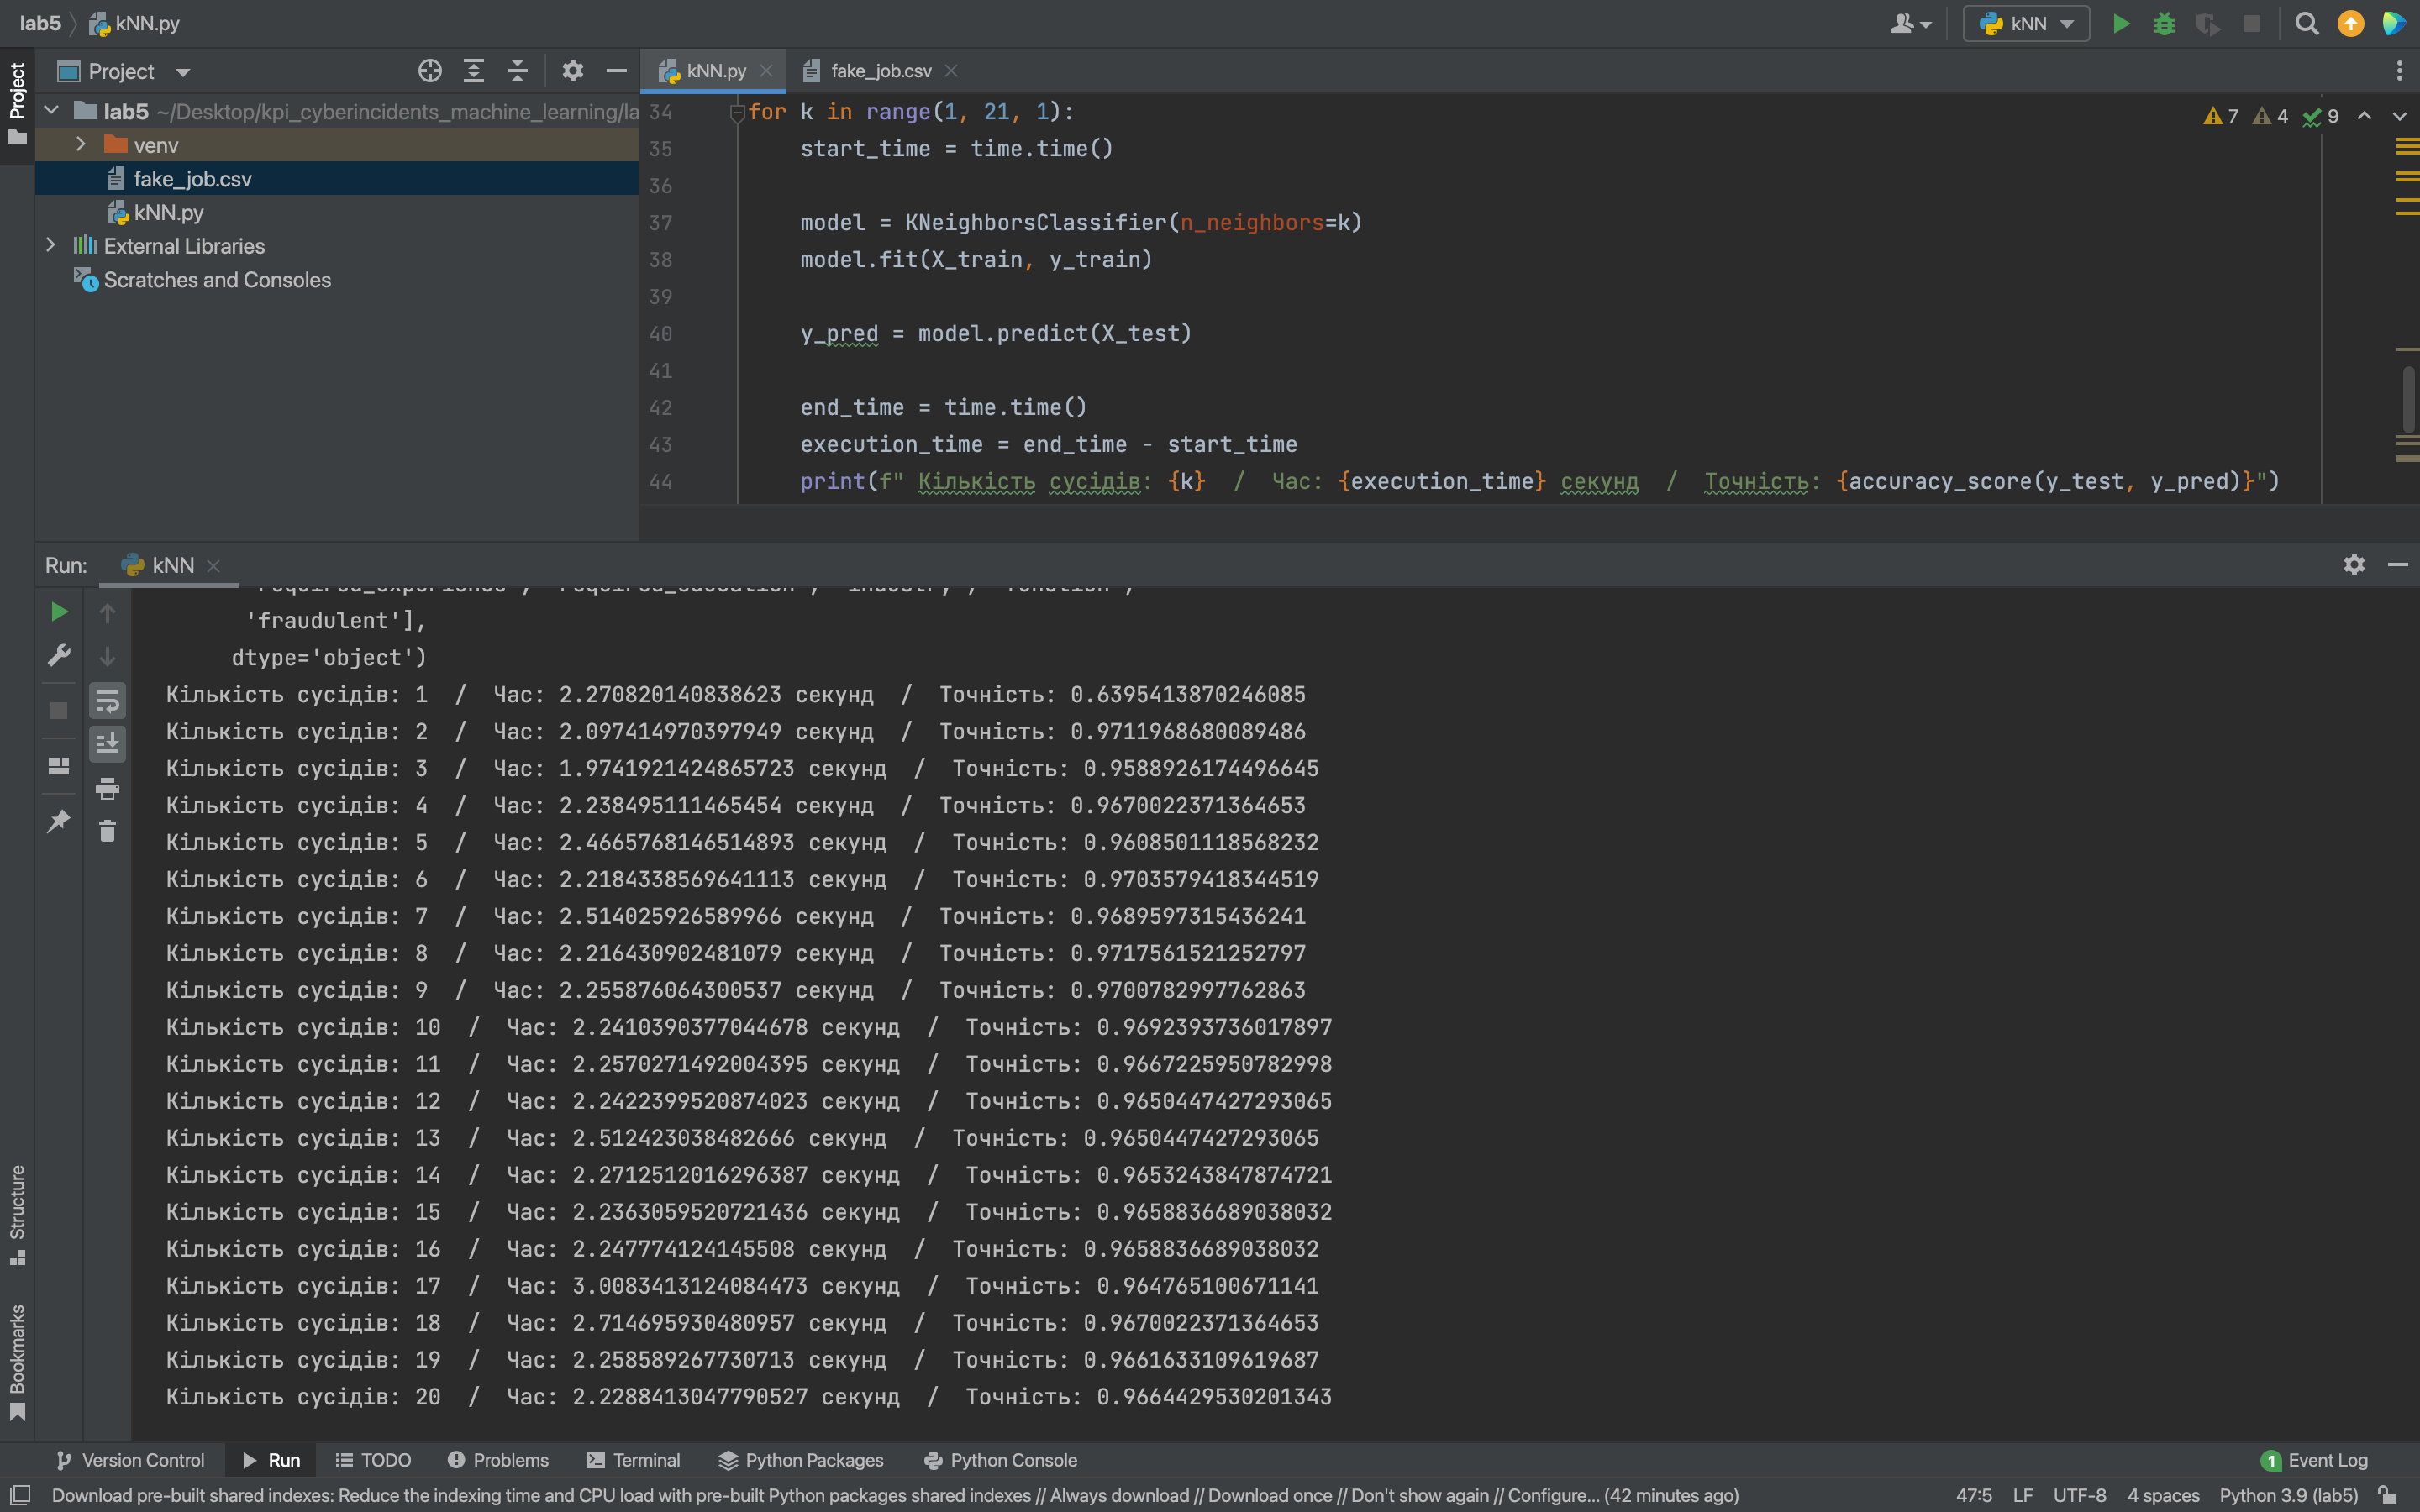 lab5 kNN.py
kNN
Project
kNN.py
fake_job.csv
Project
lab5 ~/Desktop/kpi_cyberincidents_machine_learning/la
venv
fake_job.csv
kNN.py
External Libraries
Scratches and Consoles
7 4 9
34 for k in range(1, 21, 1):
35 start_time = time.time()
36
37 model = KNeighborsClassifier(n_neighbors=k)
38 model.fit(X_train, y_train)
39
40 y_pred = model.predict(X_test)
41
42 end_time = time.time()
43 execution_time = end_time - start_time
44 print(f" Кількість сусідів: {k} / Час: {execution_time} секунд / Точність: {accuracy_score(y_test, y_pred)}")
Run: kNN
'fraudulent'],
dtype='object')
Кількість сусідів: 1 / Час: 2.270820140838623 секунд / Точність: 0.6395413870246085
Кількість сусідів: 2 / Час: 2.097414970397949 секунд / Точність: 0.9711968680089486
Кількість сусідів: 3 / Час: 1.9741921424865723 секунд / Точність: 0.9588926174496645
Кількість сусідів: 4 / Час: 2.238495111465454 секунд / Точність: 0.9670022371364653
Кількість сусідів: 5 / Час: 2.4665768146514893 секунд / Точність: 0.9608501118568232
Кількість сусідів: 6 / Час: 2.2184338569641113 секунд / Точність: 0.9703579418344519
Кількість сусідів: 7 / Час: 2.514025926589966 секунд / Точність: 0.9689597315436241
Кількість сусідів: 8 / Час: 2.216430902481079 секунд / Точність: 0.9717561521252797
Кількість сусідів: 9 / Час: 2.255876064300537 секунд / Точність: 0.9700782997762863
Кількість сусідів: 10 / Час: 2.2410390377044678 секунд / Точність: 0.9692393736017897
Кількість сусідів: 11 / Час: 2.2570271492004395 секунд / Точність: 0.9667225950782998
Кількість сусідів: 12 / Час: 2.2422399520874023 секунд / Точність: 0.9650447427293065
Кількість сусідів: 13 / Час: 2.512423038482666 секунд / Точність: 0.9650447427293065
Кількість сусідів: 14 / Час: 2.2712512016296387 секунд / Точність: 0.9653243847874721
Кількість сусідів: 15 / Час: 2.2363059520721436 секунд / Точність: 0.9658836689038032
Кількість сусідів: 16 / Час: 2.247774124145508 секунд / Точність: 0.9658836689038032
Кількість сусідів: 17 / Час: 3.0083413124084473 секунд / Точність: 0.964765100671141
Кількість сусідів: 18 / Час: 2.714695930480957 секунд / Точність: 0.9670022371364653
Кількість сусідів: 19 / Час: 2.258589267730713 секунд / Точність: 0.9661633109619687
Кількість сусідів: 20 / Час: 2.2288413047790527 секунд / Точність: 0.9664429530201343
Structure
Bookmarks
Version Control Run TODO Problems Terminal Python Packages Python Console 1 Event Log
Download pre-built shared indexes: Reduce the indexing time and CPU load with pre-built Python packages shared indexes // Always download // Download once // Don't show again // Configure... (42 minutes ago) 47:5 LF UTF-8 4 spaces Python 3.9 (lab5)